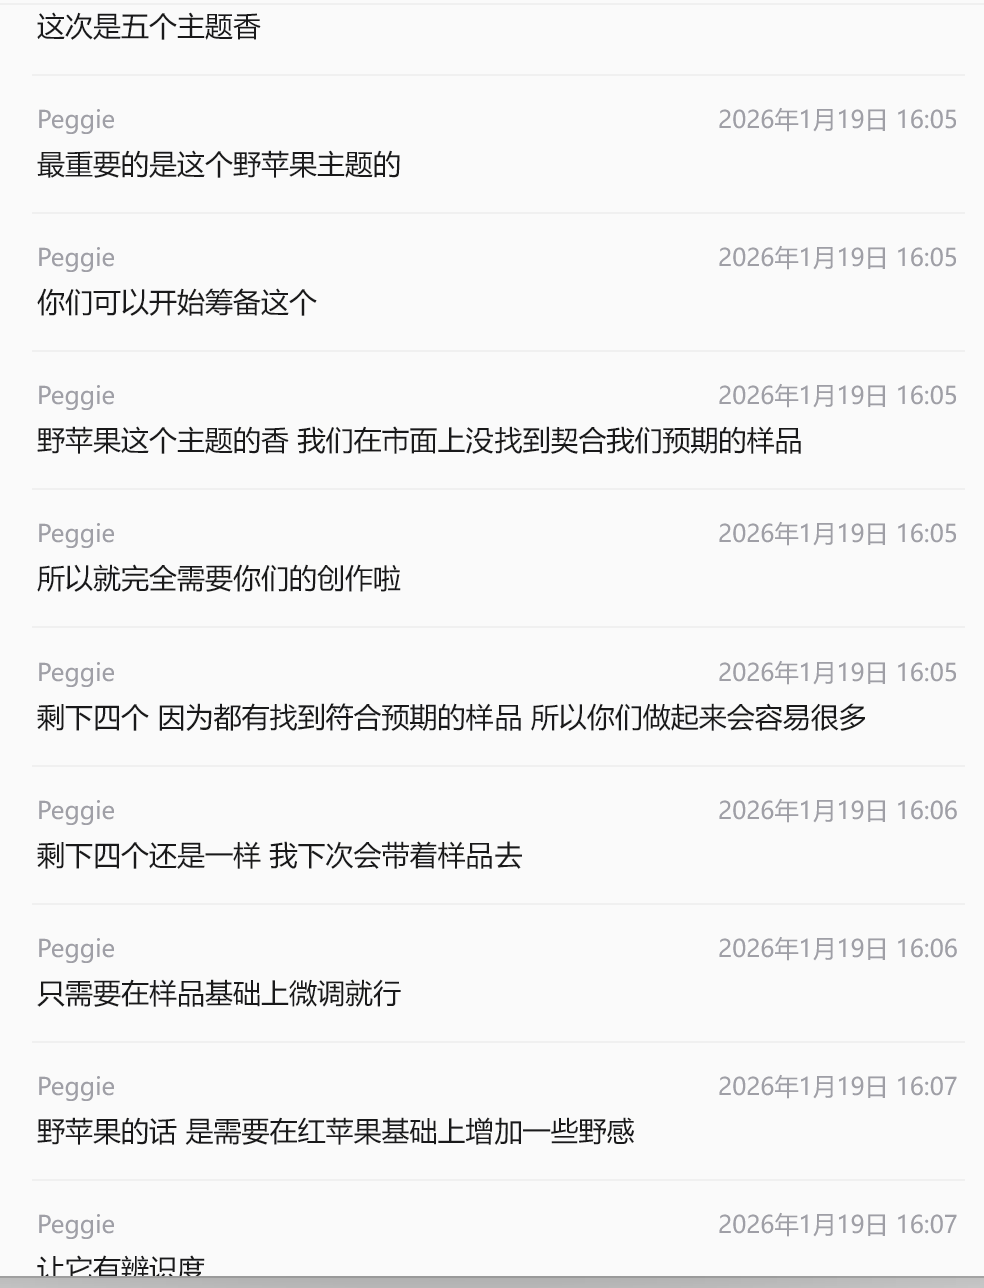 这次是五个主题香
Peggie 2026年1月19日 16:05
最重要的是这个野苹果主题的
Peggie 2026年1月19日 16:05
你们可以开始筹备这个
Peggie 2026年1月19日 16:05
野苹果这个主题的香 我们在市面上没找到契合我们预期的样品
Peggie 2026年1月19日 16:05
所以就完全需要你们的创作啦
Peggie 2026年1月19日 16:05
剩下四个 因为都有找到符合预期的样品 所以你们做起来会容易很多
Peggie 2026年1月19日 16:06
剩下四个还是一样 我下次会带着样品去
Peggie 2026年1月19日 16:06
只需要在样品基础上微调就行
Peggie 2026年1月19日 16:07
野苹果的话 是需要在红苹果基础上增加一些野感
Peggie 2026年1月19日 16:07
让它有辨识度